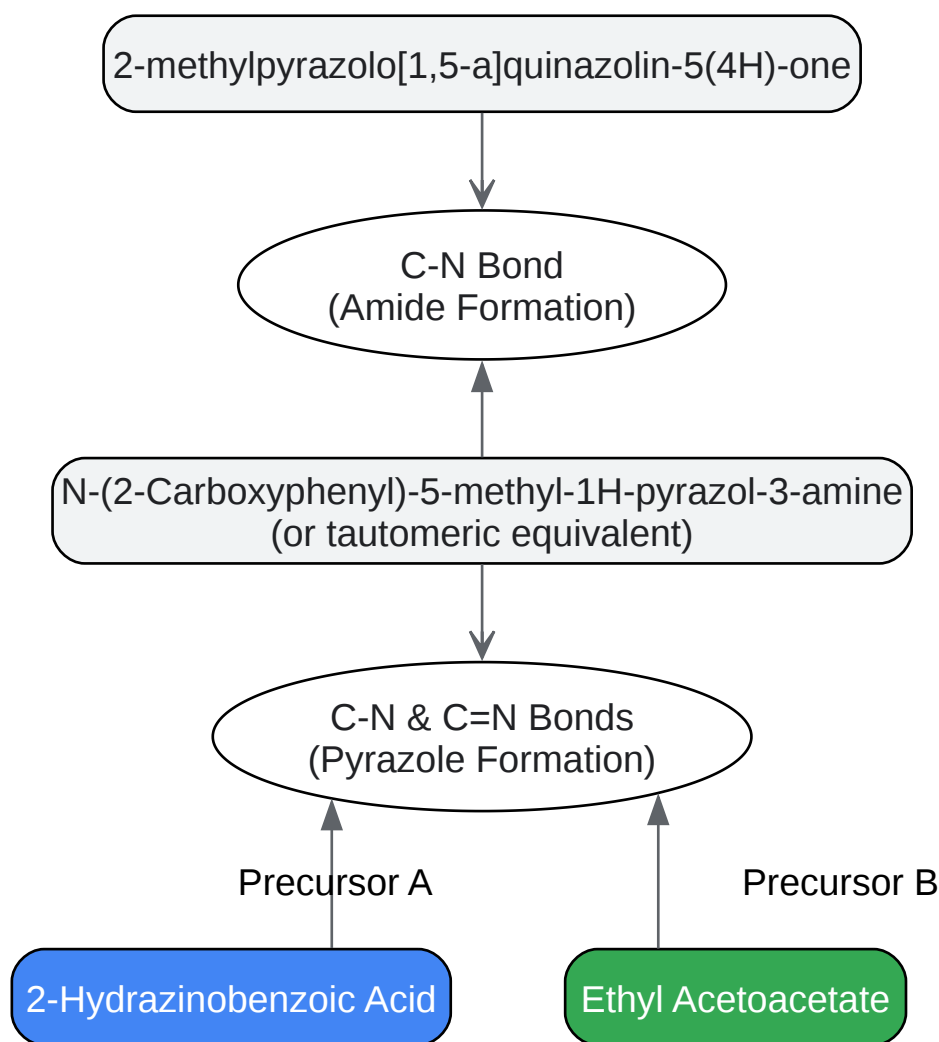 2-methylpyrazolo[1,5-a]quinazolin-5(4H)-one
C-N Bond
(Amide Formation)
N-(2-Carboxyphenyl)-5-methyl-1H-pyrazol-3-amine
(or tautomeric equivalent)
C-N & C=N Bonds
(Pyrazole Formation)
Precursor A
Precursor B
2-Hydrazinobenzoic Acid
Ethyl Acetoacetate